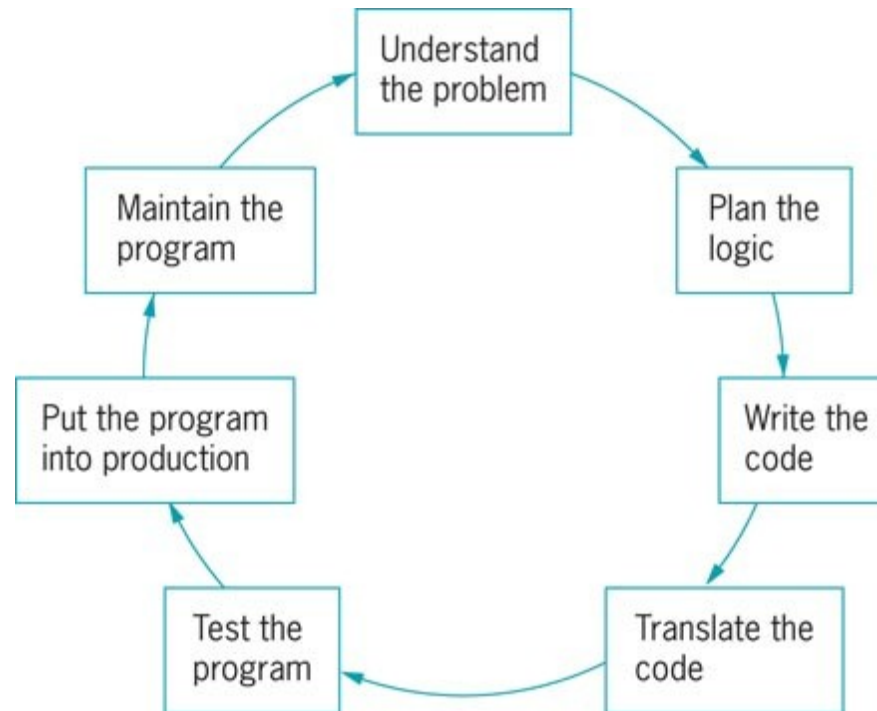 Understand
the problem
Plan the
logic
Write the
code
Translate the
code
Test the
program
Put the program
into production
Maintain the
program